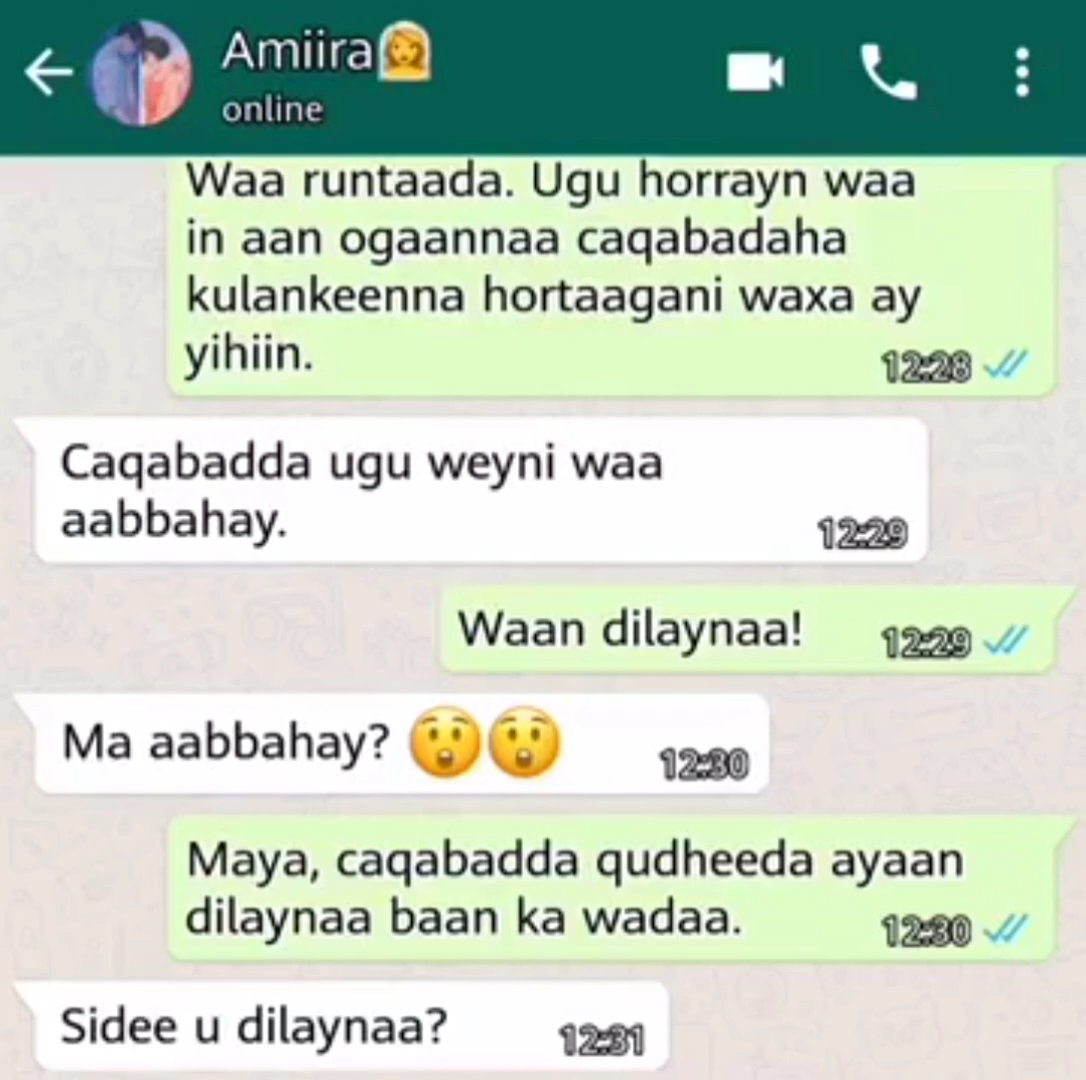 Amiira
online
Waa runtaada. Ugu horrayn waa
in aan ogaannaa caqabadaha
kulankeenna hortaagani waxa ay
yihiin.
12:28
Caqabadda ugu weyni waa
aabbahay.
12:29
Waan dilaynaa!
12:29
Ma aabbahay? 😲😲
12:30
Maya, caqabadda qudheeda ayaan
dilaynaa baan ka wadaa.
12:30
Sidee u dilaynaa?
12:31